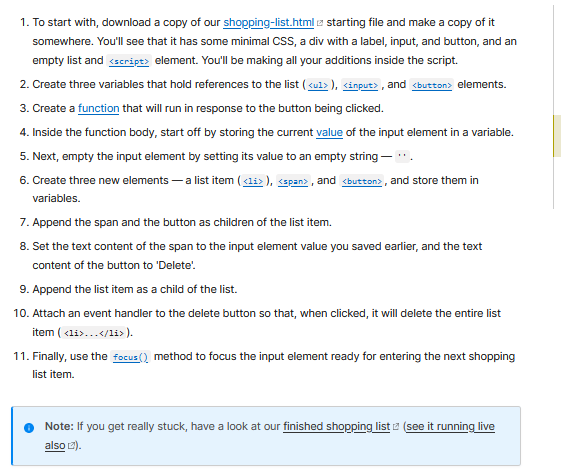 1. To start with, download a copy of our shopping-list.html starting file and make a copy of it
somewhere. You'll see that it has some minimal CSS, a div with a label, input, and button, and an
empty list and <script> element. You'll be making all your additions inside the script.
2. Create three variables that hold references to the list (<ul>), <input>, and <button> elements.
3. Create a function that will run in response to the button being clicked.
4. Inside the function body, start off by storing the current value of the input element in a variable.
5. Next, empty the input element by setting its value to an empty string — ''.
6. Create three new elements — a list item (<li>), <span>, and <button>, and store them in
variables.
7. Append the span and the button as children of the list item.
8. Set the text content of the span to the input element value you saved earlier, and the text
content of the button to 'Delete'.
9. Append the list item as a child of the list.
10. Attach an event handler to the delete button so that, when clicked, it will delete the entire list
item (<li>...</li>).
11. Finally, use the focus() method to focus the input element ready for entering the next shopping
list item.
Note: If you get really stuck, have a look at our finished shopping list (see it running live
also).